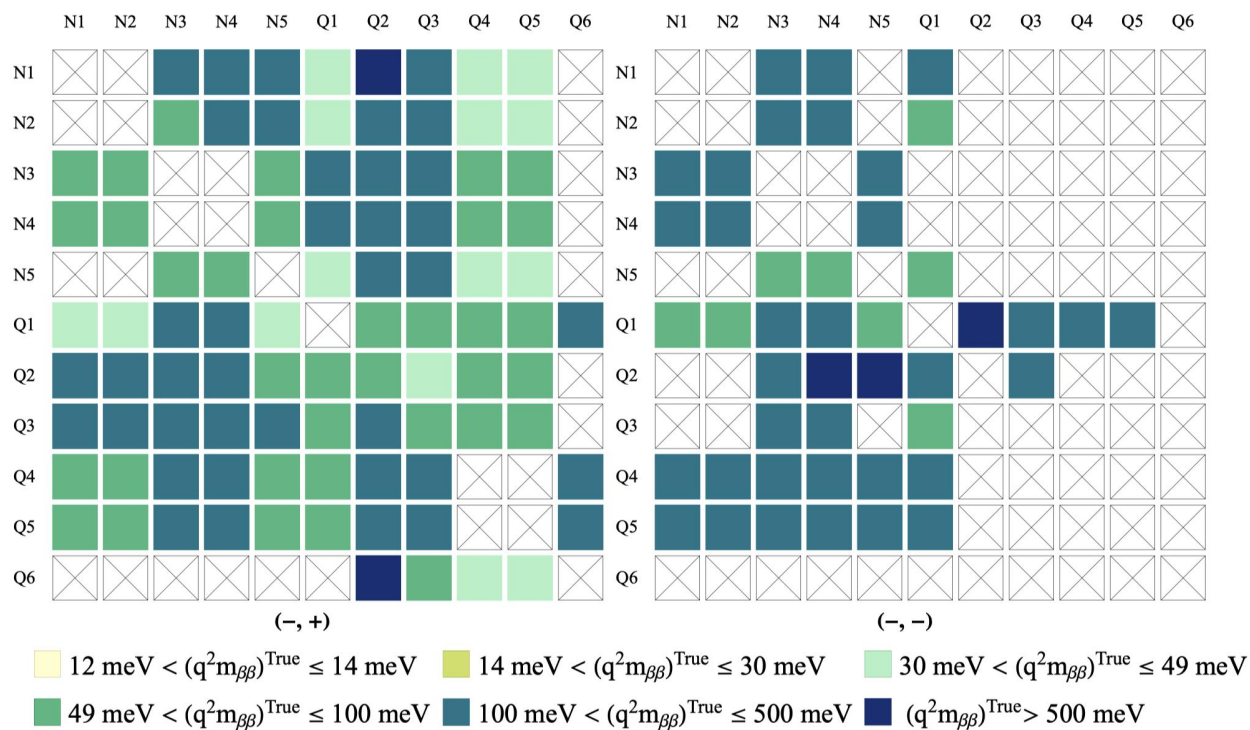 N1 N2 N3 N4 N5 Q1 Q2 Q3 Q4 Q5 Q6
N1
N2
N3
N4
N5
Q1
Q2
Q3
Q4
Q5
Q6
(−, +)
N1 N2 N3 N4 N5 Q1 Q2 Q3 Q4 Q5 Q6
N1
N2
N3
N4
N5
Q1
Q2
Q3
Q4
Q5
Q6
(−, −)
12 meV < (q²m_ββ)^True ≤ 14 meV
14 meV < (q²m_ββ)^True ≤ 30 meV
30 meV < (q²m_ββ)^True ≤ 49 meV
49 meV < (q²m_ββ)^True ≤ 100 meV
100 meV < (q²m_ββ)^True ≤ 500 meV
(q²m_ββ)^True > 500 meV